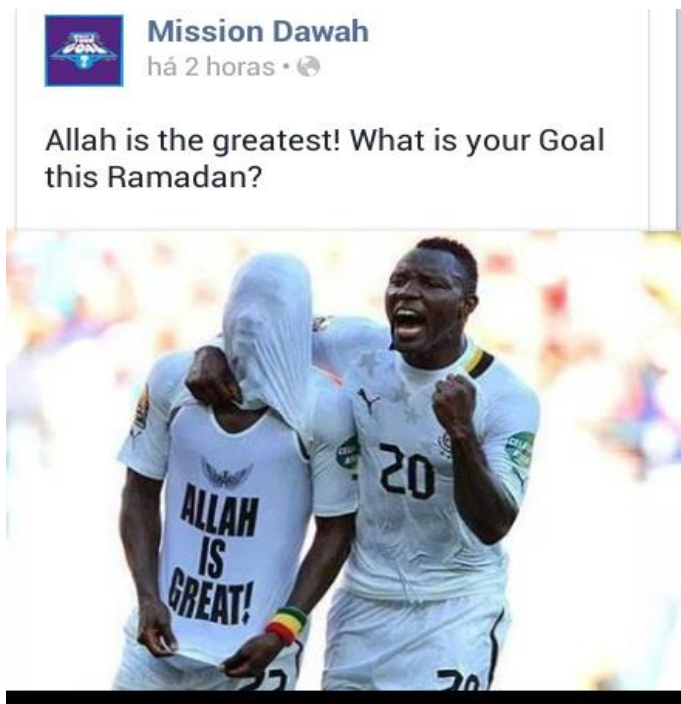 Mission Dawah
há 2 horas •
Allah is the greatest! What is your Goal
this Ramadan?
ALLAH
IS
GREAT!
20
20